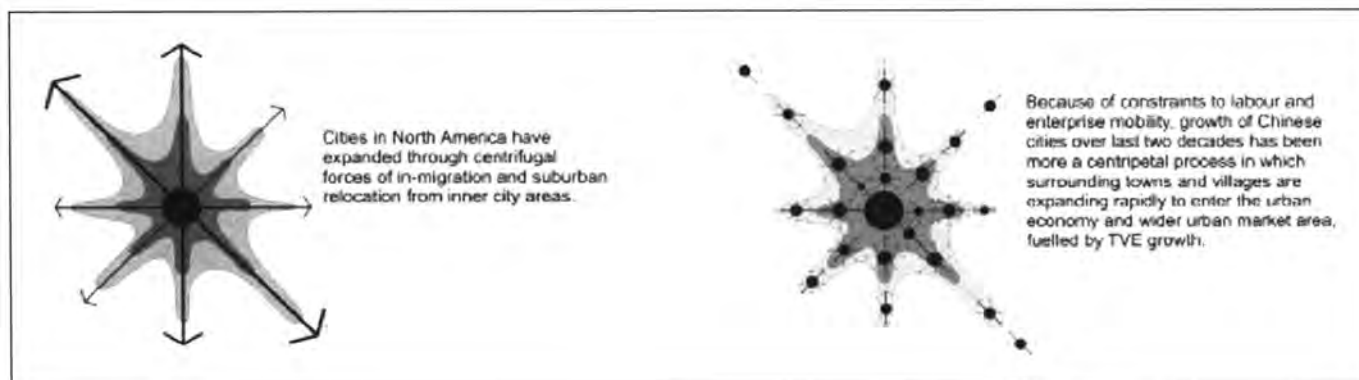 Cities in North America have
expanded through centrifugal
forces of in-migration and suburban
relocation from inner city areas.
Because of constraints to labour and
enterprise mobility, growth of Chinese
cities over last two decades has been
more a centripetal process in which
surrounding towns and villages are
expanding rapidly to enter the urban
economy and wider urban market area,
fuelled by TVE growth.